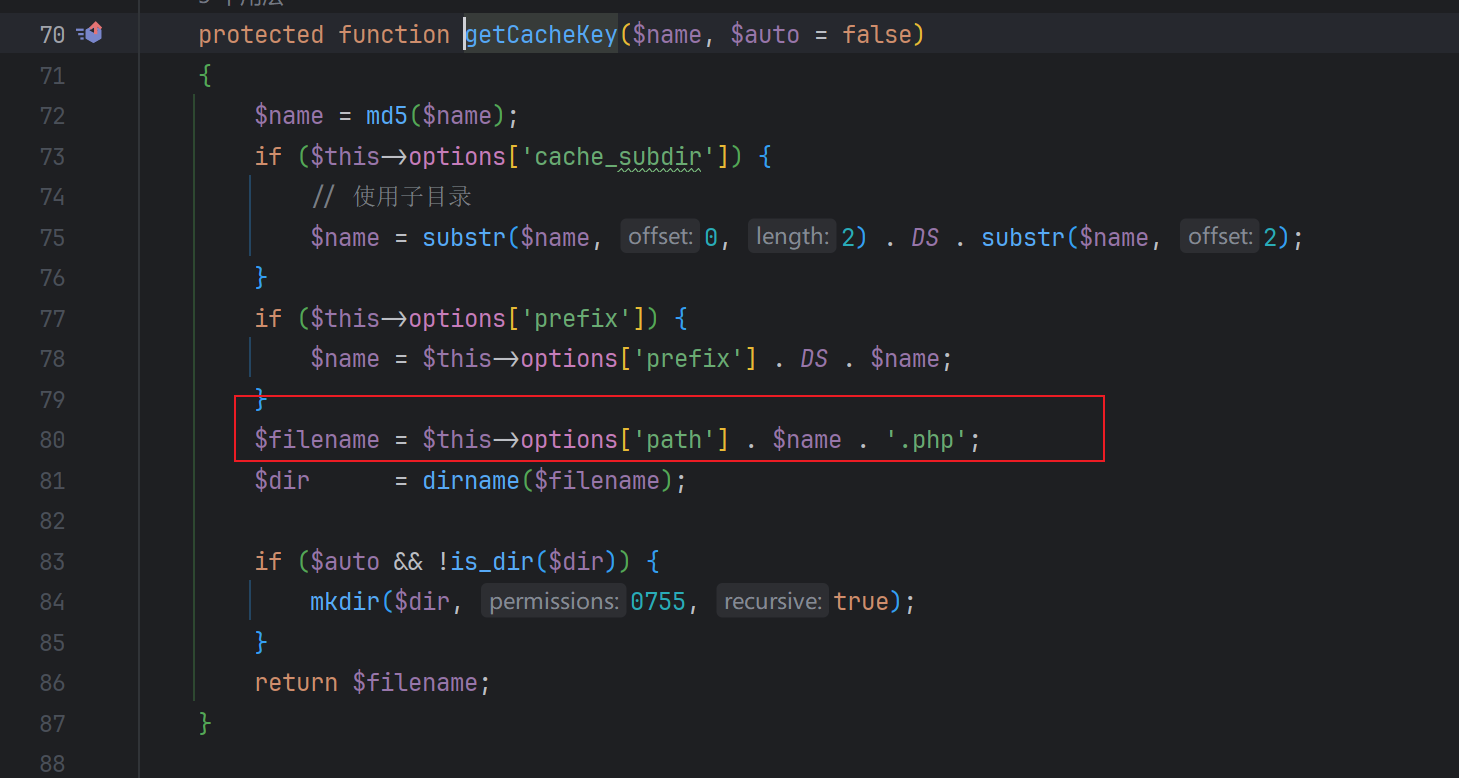 个用法
70 protected function getCacheKey($name, $auto = false)
71 {
72 $name = md5($name);
73 if ($this->options['cache_subdir']) {
74 // 使用子目录
75 $name = substr($name, offset: 0, length: 2) . DS . substr($name, offset: 2);
76 }
77 if ($this->options['prefix']) {
78 $name = $this->options['prefix'] . DS . $name;
79 }
80 $filename = $this->options['path'] . $name . '.php';
81 $dir = dirname($filename);
82
83 if ($auto && !is_dir($dir)) {
84 mkdir($dir, permissions: 0755, recursive: true);
85 }
86 return $filename;
87 }
88